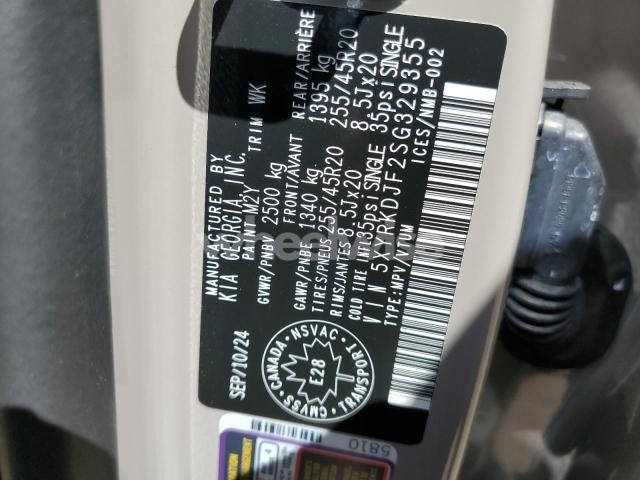 MANUFACTURED BY
KIA GEORGIA, INC.
PAINT M2Y TRIM WK
GVWR/PNBV 2500 kg
FRONT/AVANT REAR/ARRIÈRE
GAWR/PNBE 1340 kg 1395 kg
TIRES/PNEUS 255/45R20 255/45R20
RIMS/JANTES 8.5Jx20 8.5Jx20
COLD TIRE 35psi SINGLE 35psi SINGLE
VIN 5XYRKDJF2SG329355
TYPE:MPV/VTUM ICES/NMB-002
SEP/10/24
CANADA NSVAC TRANSPORT CMVSS
E28
5810